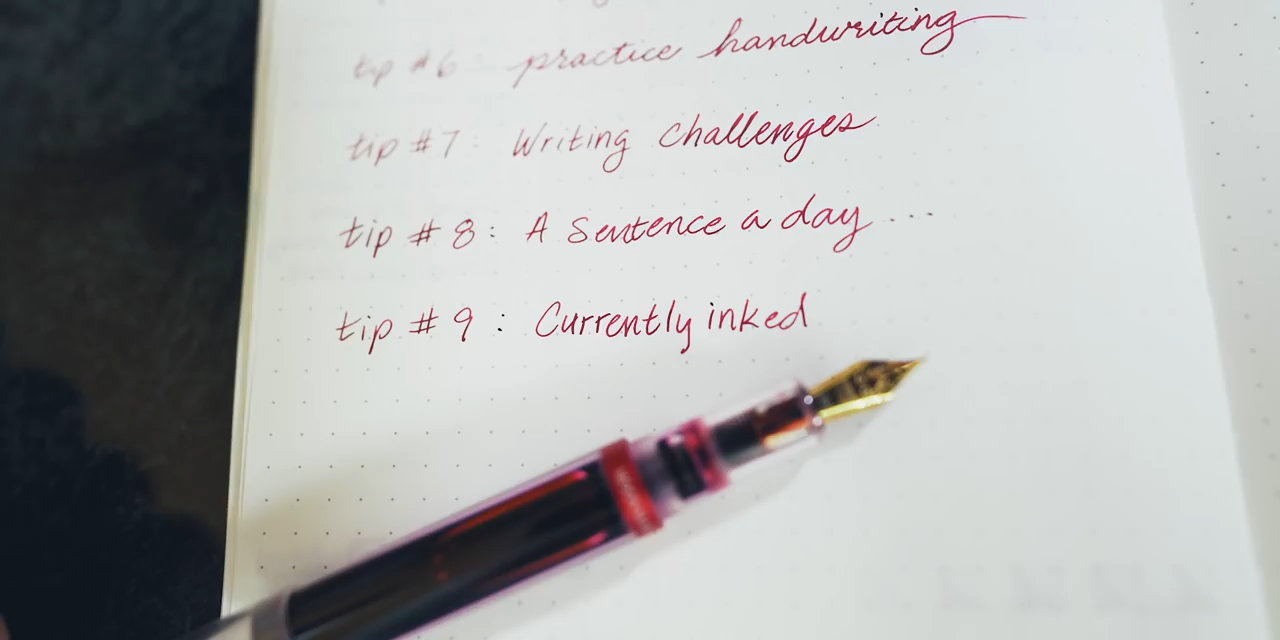 tip #6 practice handwriting
tip #7: Writing challenges
tip #8: A Sentence a day ...
tip #9: Currently inked